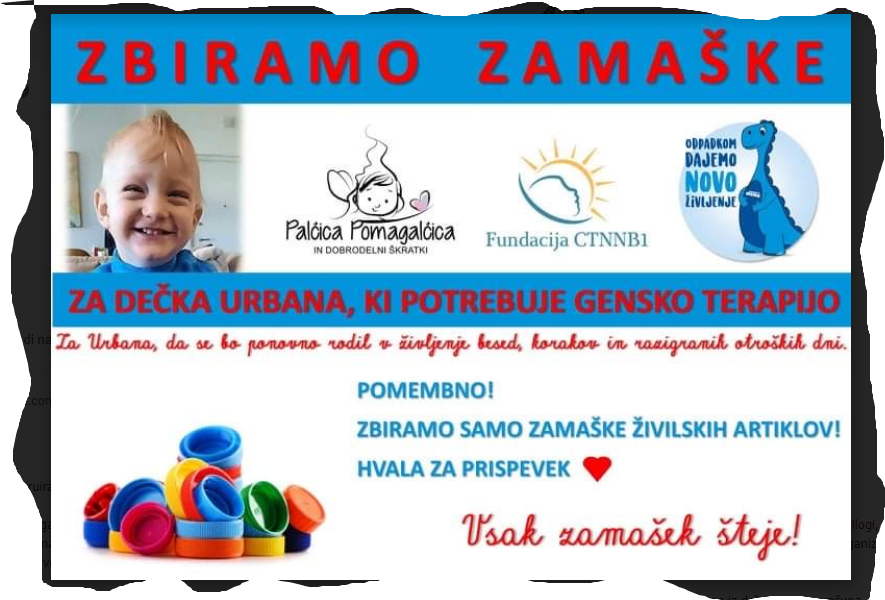 ZBIRAMO ZAMAŠKE
Palčica Pomagalčica
IN DOBRODELNI ŠKRATKI
Fundacija CTNNB1
ODPADKOM
DAJEMO
NOVO
ŽIVLJENJE
ZA DEČKA URBANA, KI POTREBUJE GENSKO TERAPIJO
Za Urbana, da se bo ponovno rodil v življenje besed, korakov in razigranih otroških dni.
POMEMBNO!
ZBIRAMO SAMO ZAMAŠKE ŽIVILSKIH ARTIKLOV!
HVALA ZA PRISPEVEK
Vsak zamašek šteje!